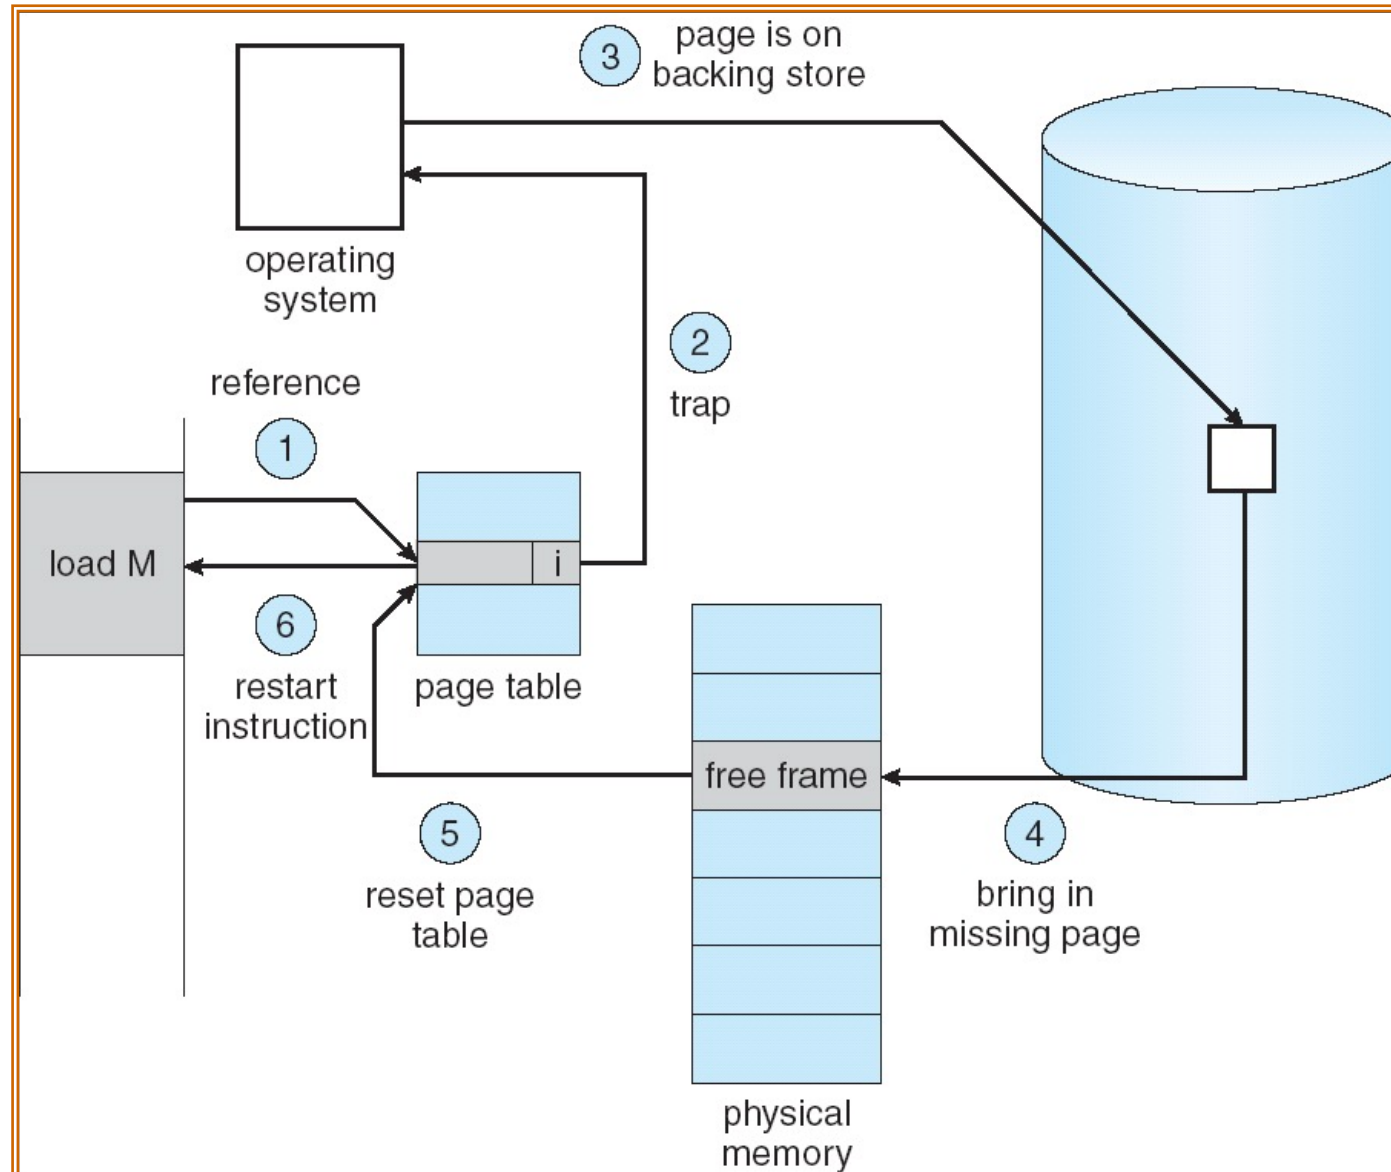 3
page is on
backing store
operating
system
2
trap
reference
1
load M
i
6
restart
instruction
page table
free frame
5
reset page
table
4
bring in
missing page
physical
memory